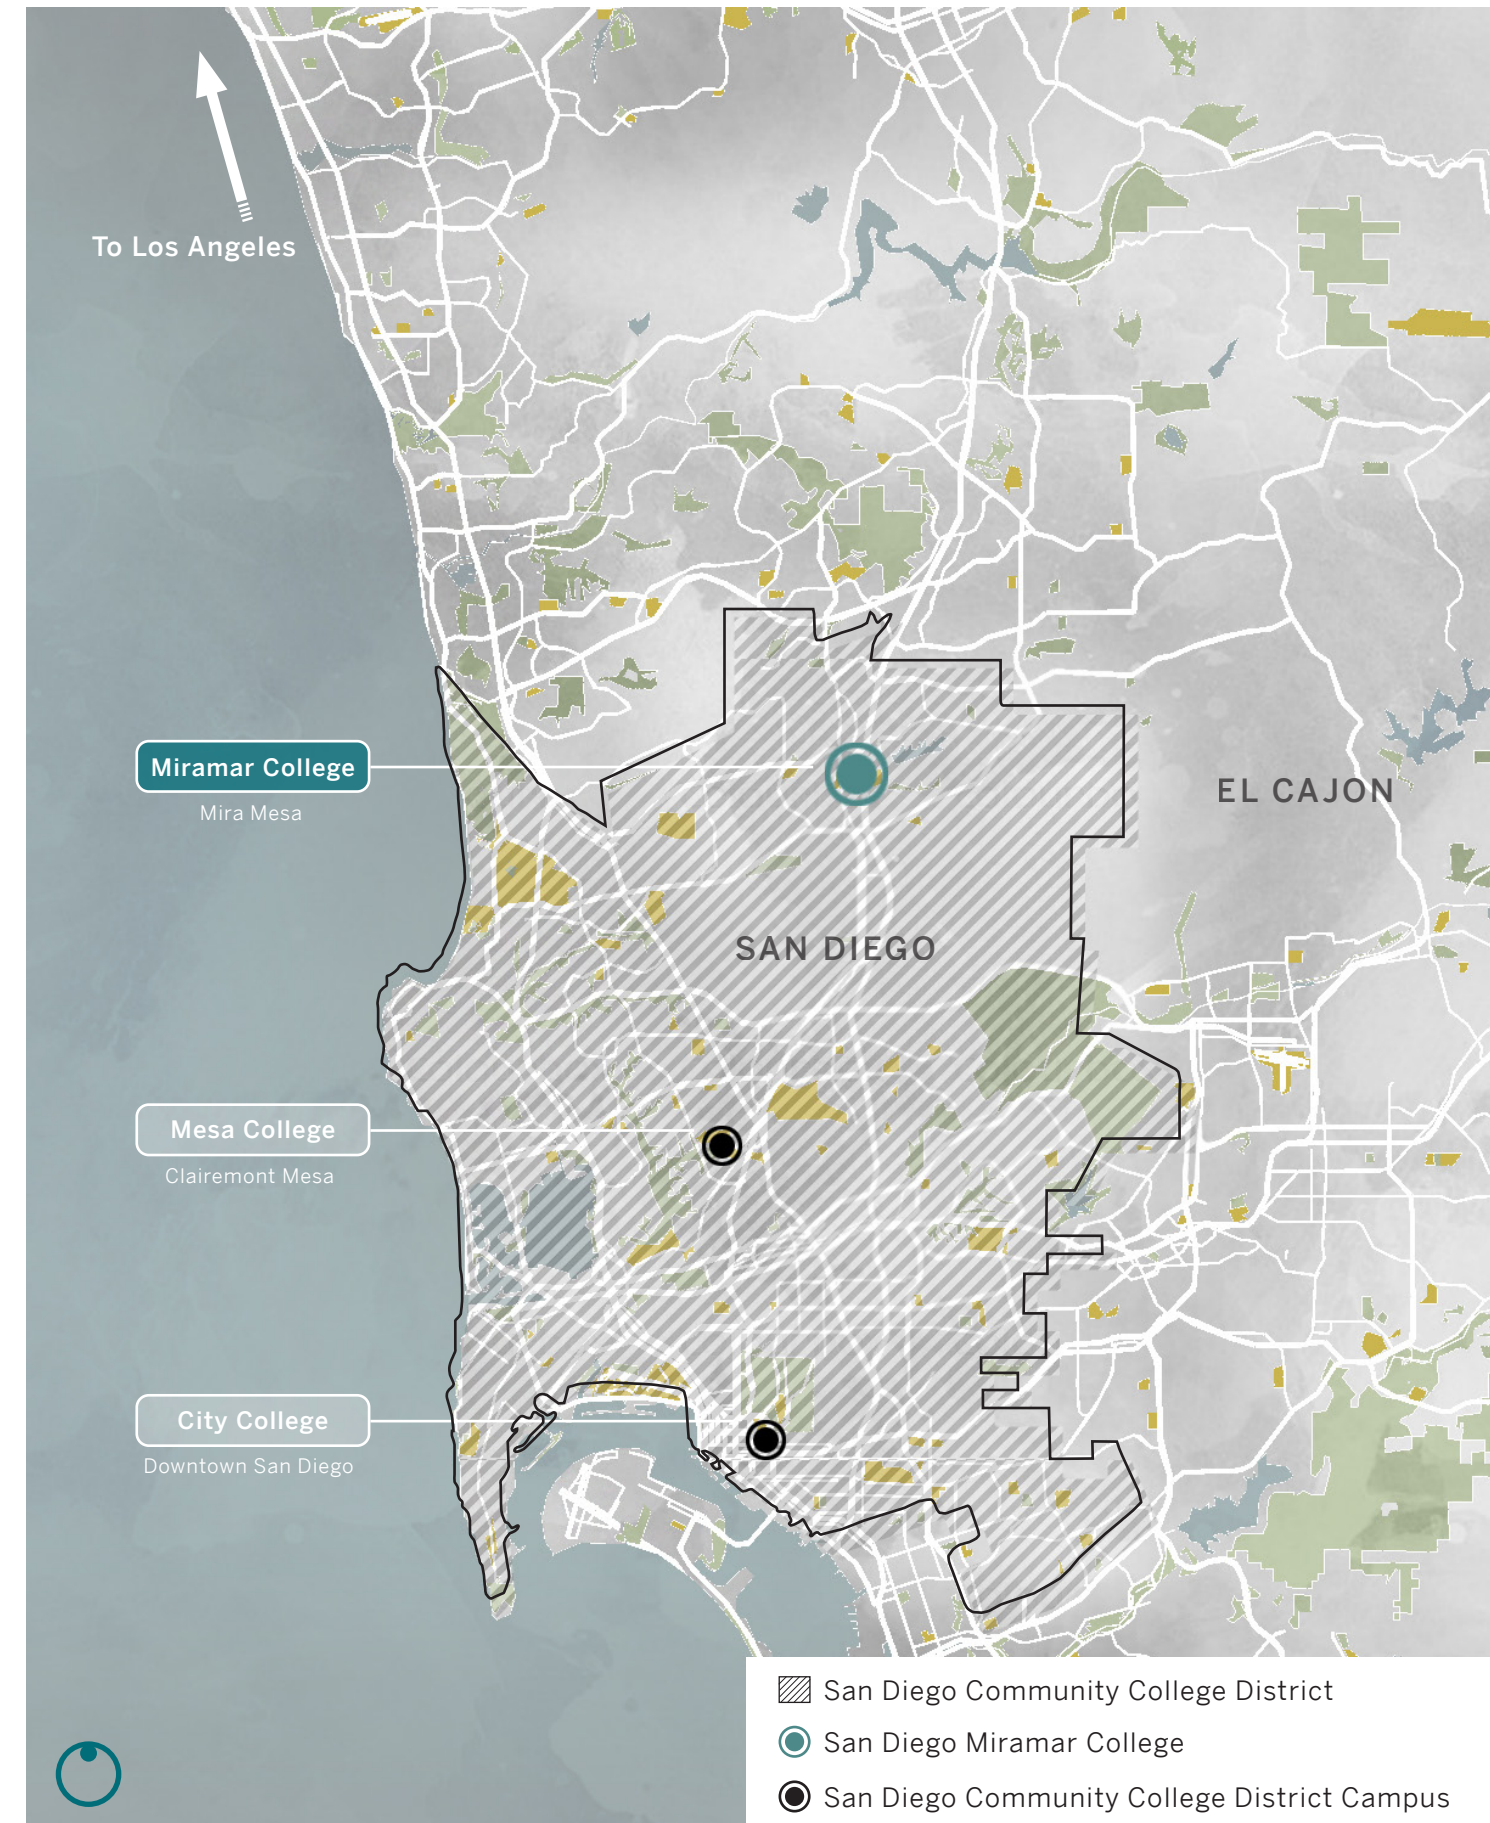 To Los Angeles
Miramar College
Mira Mesa
EL CAJON
SAN DIEGO
Mesa College
Clairemont Mesa
City College
Downtown San Diego
San Diego Community College District
San Diego Miramar College
San Diego Community College District Campus